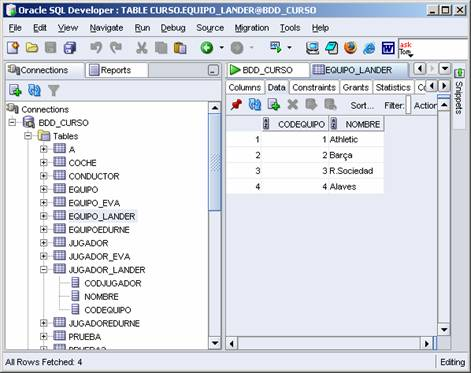 Oracle SQL Developer : TABLE CURSO.EQUIPO_LANDER@BDD_CURSO
File Edit View Navigate Run Debug Source Migration Tools Help
ask Tom..
Connections Reports
BDD_CURSO EQUIPO_LANDER
Snippets
Columns Data Constraints Grants Statistics
Sort... Filter: Action
Connections
BDD_CURSO
Tables
A
COCHE
CONDUCTOR
EQUIPO
EQUIPO_EVA
EQUIPO_LANDER
EQUIPOEDURNE
JUGADOR
JUGADOR_EVA
JUGADOR_LANDER
CODJUGADOR
NOMBRE
CODEQUIPO
JUGADOREDURNE
PRUEBA
CODEQUIPO NOMBRE
1 1 Athletic
2 2 Barça
3 3 R.Sociedad
4 4 Alaves
All Rows Fetched: 4 Editing